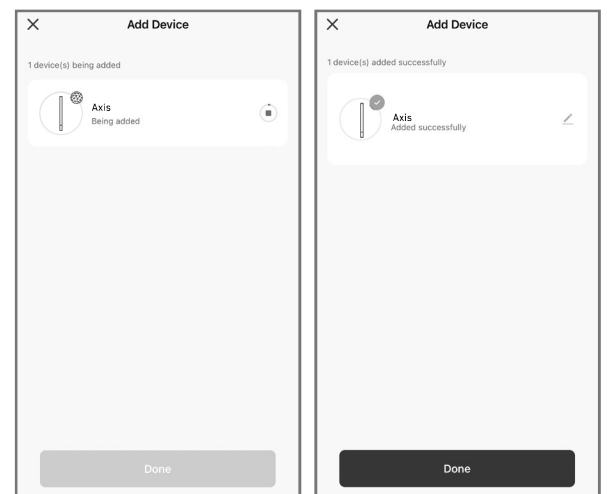 Add Device
1 device(s) being added
Axis
Being added
Done
Add Device
1 device(s) added successfully
Axis
Added successfully
Done